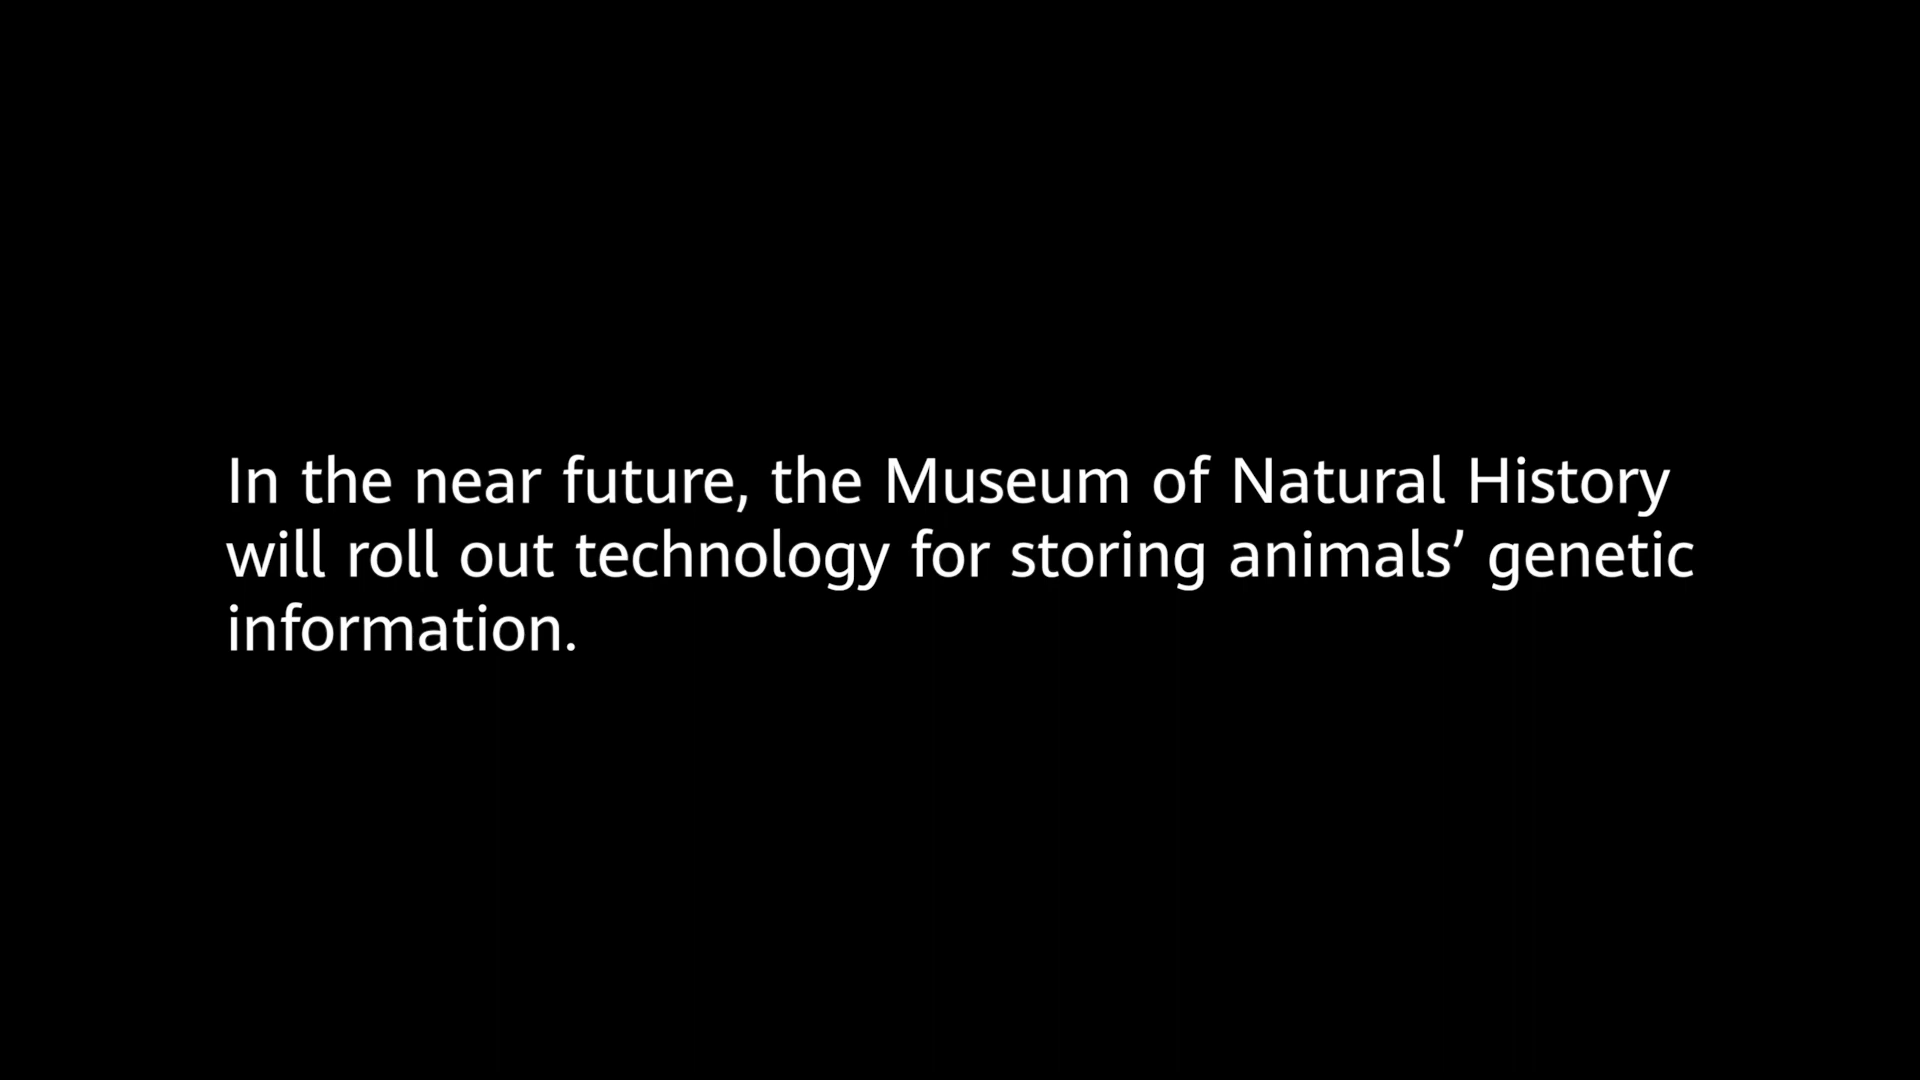 In the near future, the Museum of Natural History
will roll out technology for storing animals’ genetic
information.